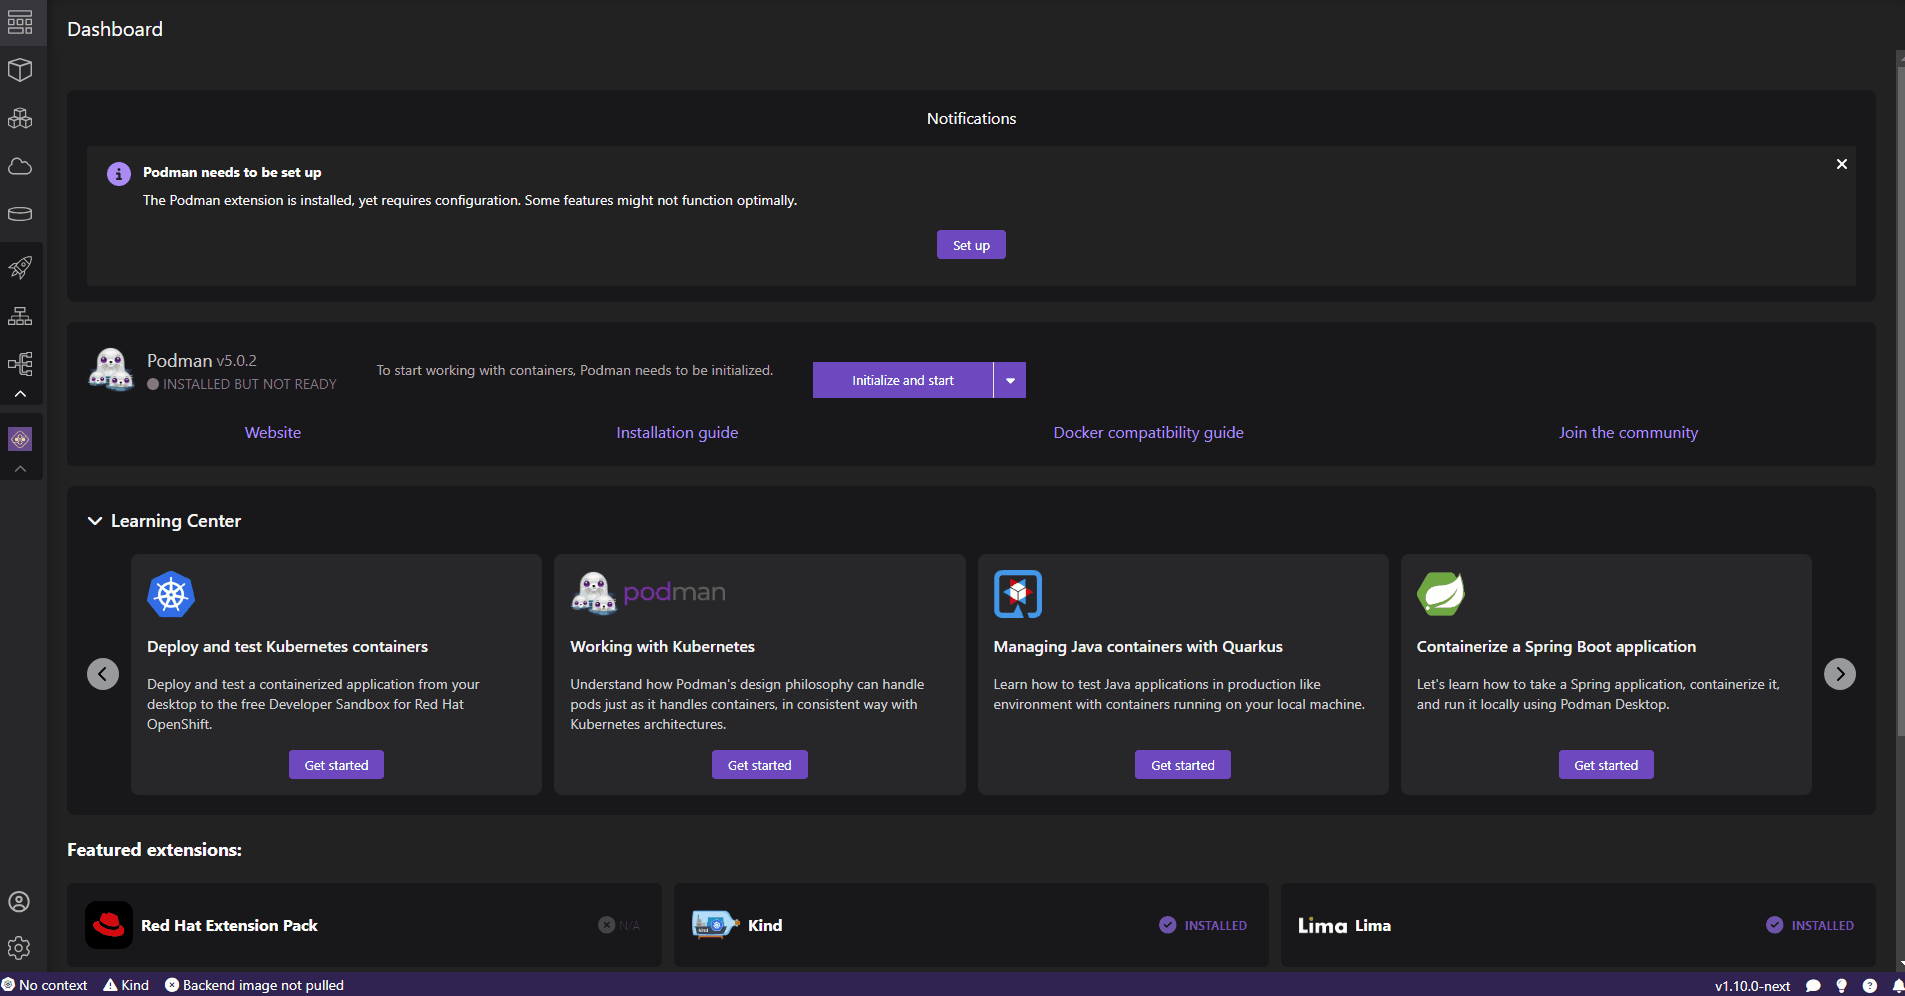 Dashboard
Notifications
Podman needs to be set up
The Podman extension is installed, yet requires configuration. Some features might not function optimally.
Set up
Podman v5.0.2
INSTALLED BUT NOT READY
To start working with containers, Podman needs to be initialized.
Initialize and start
Website
Installation guide
Docker compatibility guide
Join the community
Learning Center
Deploy and test Kubernetes containers
Deploy and test a containerized application from your
desktop to the free Developer Sandbox for Red Hat
OpenShift.
Get started
podman
Working with Kubernetes
Understand how Podman's design philosophy can handle
pods just as it handles containers, in consistent way with
Kubernetes architectures.
Get started
Managing Java containers with Quarkus
Learn how to test Java applications in production like
environment with containers running on your local machine.
Get started
Containerize a Spring Boot application
Let's learn how to take a Spring application, containerize it,
and run it locally using Podman Desktop.
Get started
Featured extensions:
Red Hat Extension Pack
N/A
kind
Kind
INSTALLED
Lima
Lima
INSTALLED
No context
Kind
Backend image not pulled
v1.10.0-next